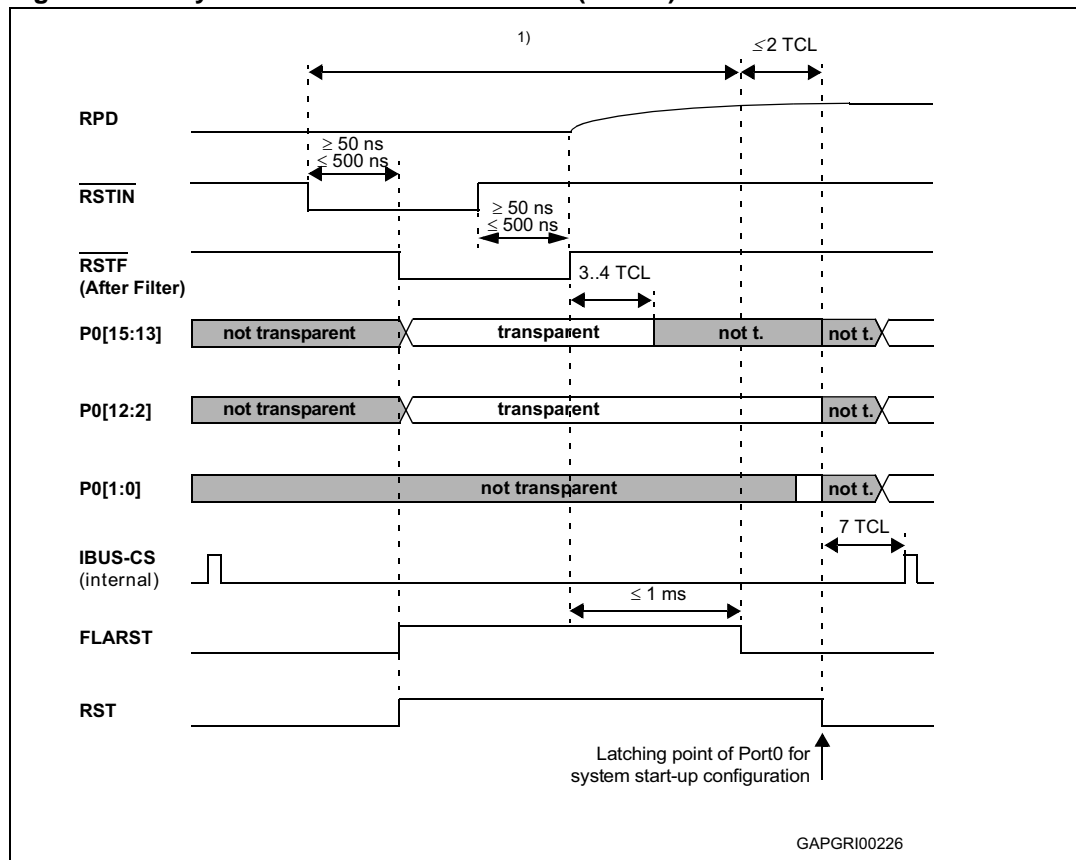 1)
≤2 TCL
RPD
≥ 50 ns
≤ 500 ns
RSTIN
≥ 50 ns
≤ 500 ns
RSTF
(After Filter)
3..4 TCL
P0[15:13]
not transparent
transparent
not t.
not t.
P0[12:2]
not transparent
transparent
not t.
P0[1:0]
not transparent
not t.
7 TCL
IBUS-CS
(internal)
≤ 1 ms
FLARST
RST
Latching point of Port0 for
system start-up configuration
GAPGRI00226